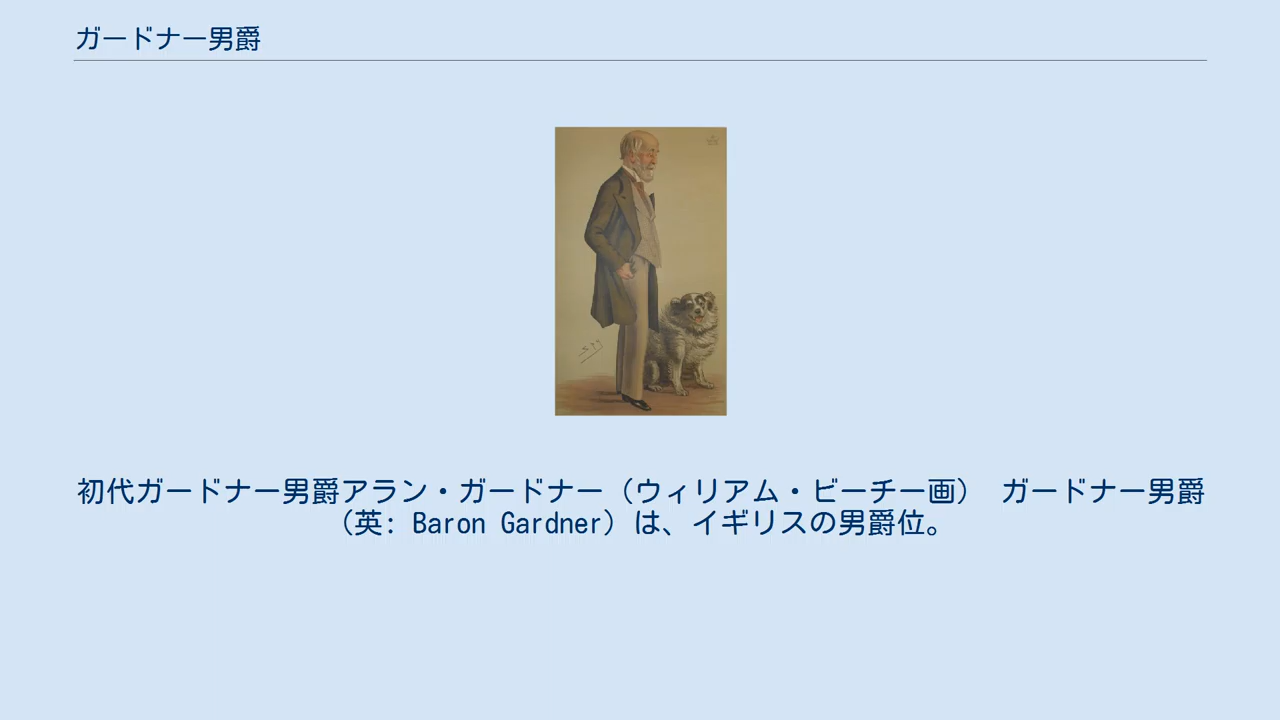 ガードナー男爵
初代ガードナー男爵アラン・ガードナー（ウィリアム・ビーチー画） ガードナー男爵
（英: Baron Gardner）は、イギリスの男爵位。